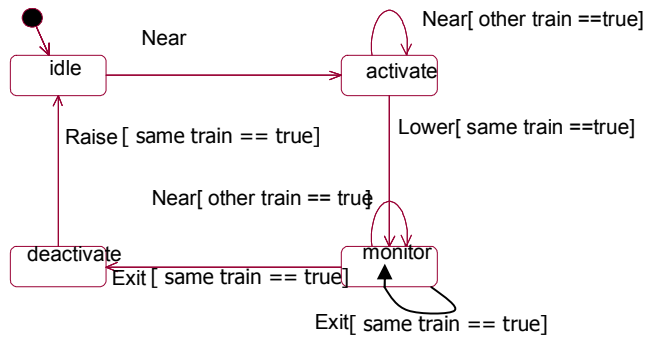 Near
Near[ other train ==true]
idle
activate
Raise [ same train == true]
Lower[ same train ==true]
Near[ other train == true]
deactivate
monitor
Exit [ same train == true]
Exit[ same train == true]